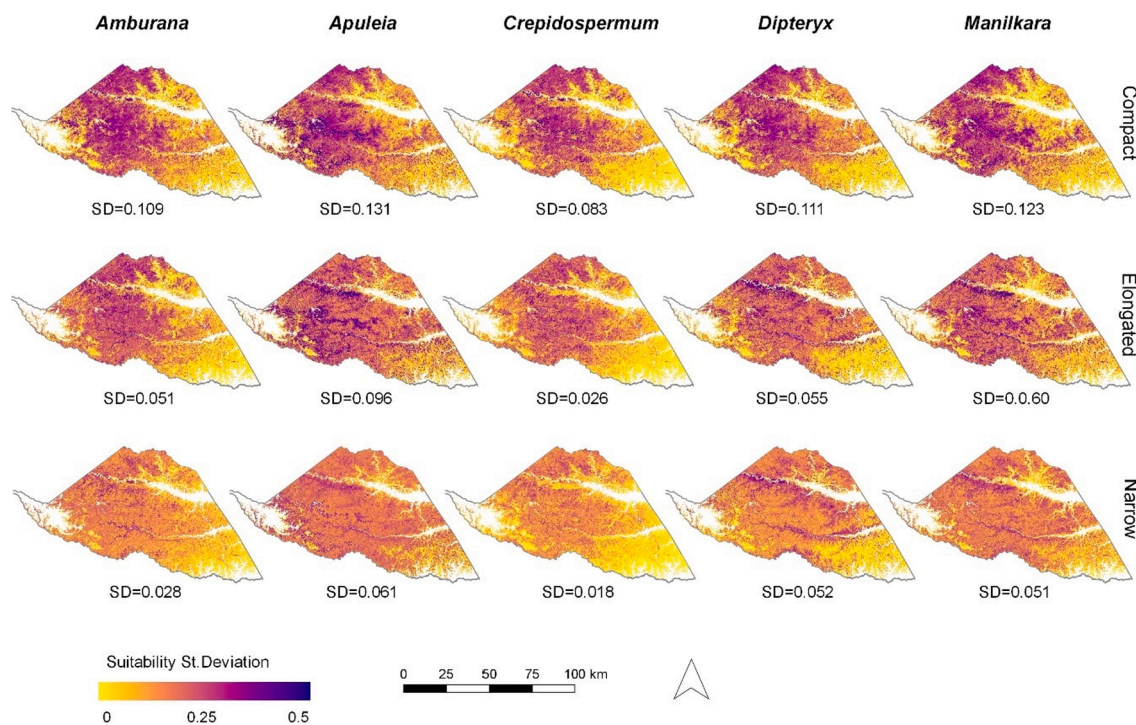 Amburana Apuleia Crepidospermum Dipteryx Manilkara
Compact
SD=0.109 SD=0.131 SD=0.083 SD=0.111 SD=0.123
Elongated
SD=0.051 SD=0.096 SD=0.026 SD=0.055 SD=0.0.60
Narrow
SD=0.028 SD=0.061 SD=0.018 SD=0.052 SD=0.051
Suitability St.Deviation
0 0.25 0.5
0 25 50 75 100 km